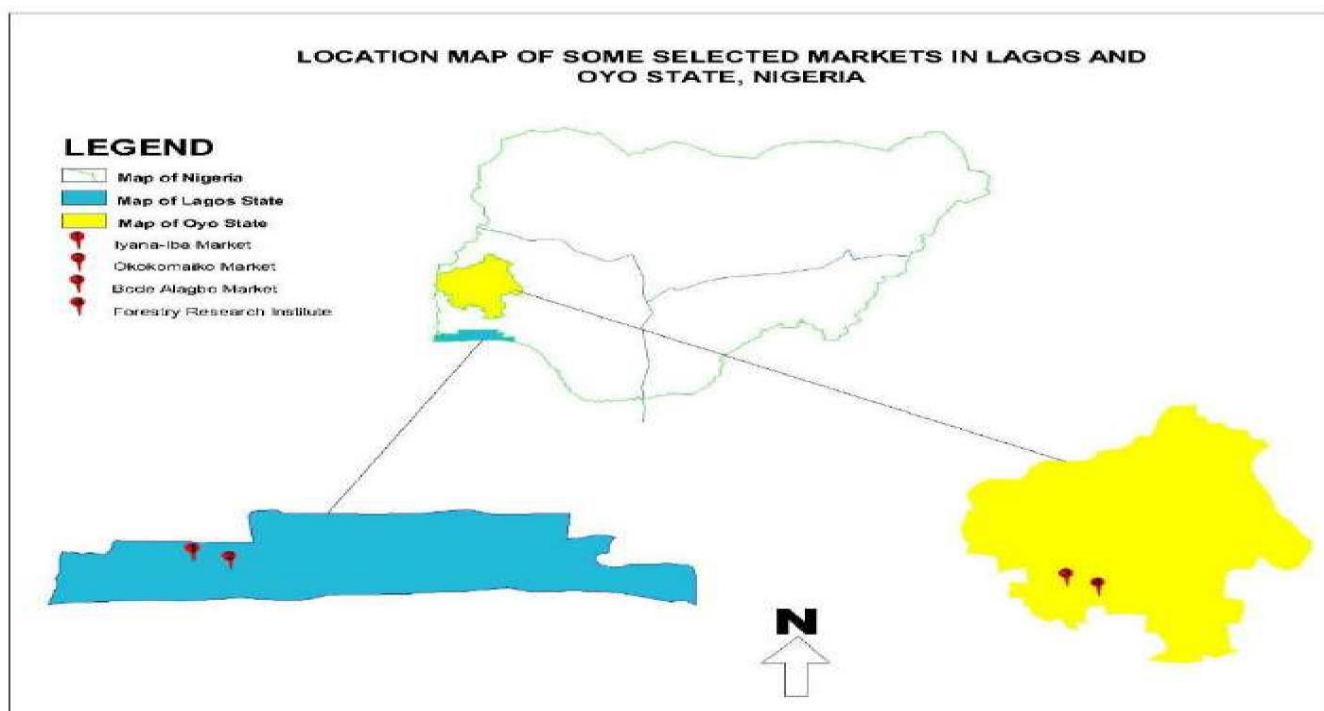 LOCATION MAP OF SOME SELECTED MARKETS IN LAGOS AND
OYO STATE, NIGERIA
LEGEND
Map of Nigeria
Map of Lagos State
Map of Oyo State
Iyana-Iba Market
Okokomaiko Market
Bode Alagbo Market
Forestry Research Institute
N